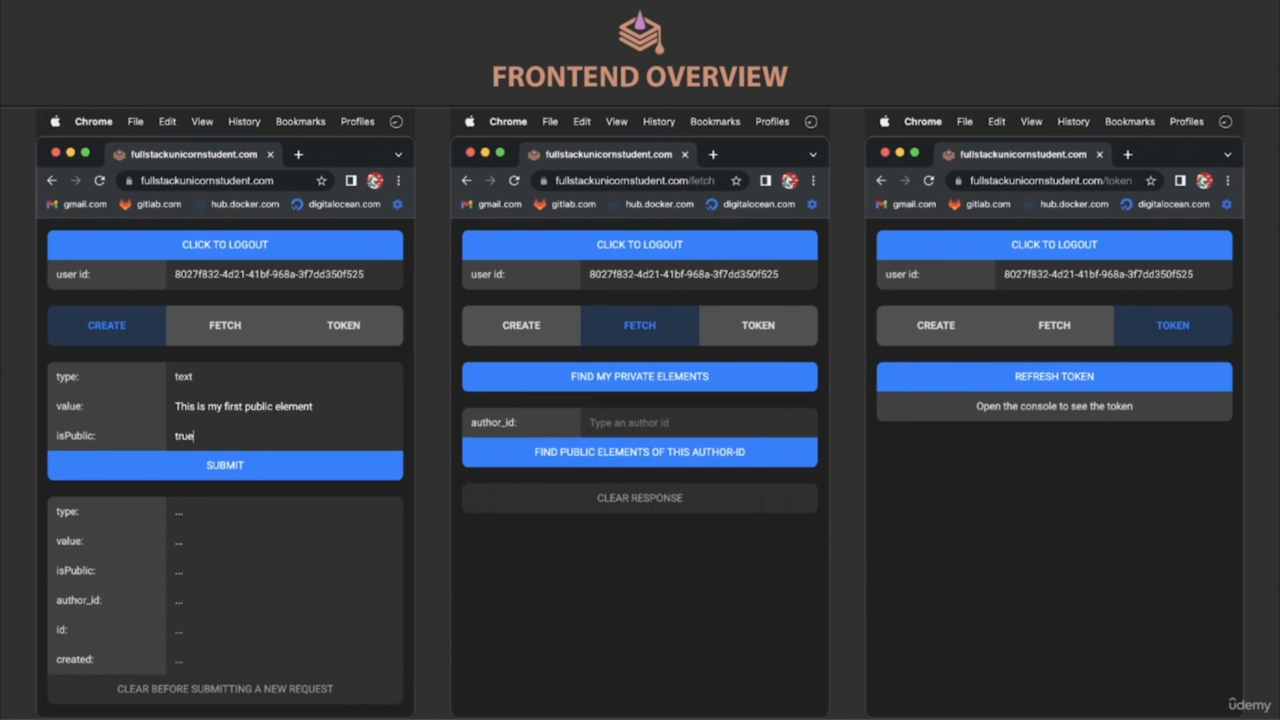 FRONTEND OVERVIEW
Chrome File Edit View History Bookmarks Profiles
fullstackunicornstudent.com
fullstackunicornstudent.com
gmail.com gitlab.com hub.docker.com digitalocean.com
CLICK TO LOGOUT
user id: 8027f832-4d21-41bf-968a-3f7dd350f525
CREATE FETCH TOKEN
type: text
value: This is my first public element
isPublic: true
SUBMIT
type: ...
value: ...
isPublic: ...
author_id: ...
id: ...
created: ...
CLEAR BEFORE SUBMITTING A NEW REQUEST
Chrome File Edit View History Bookmarks Profiles
fullstackunicornstudent.com
fullstackunicornstudent.com/fetch
gmail.com gitlab.com hub.docker.com digitalocean.com
CLICK TO LOGOUT
user id: 8027f832-4d21-41bf-968a-3f7dd350f525
CREATE FETCH TOKEN
FIND MY PRIVATE ELEMENTS
author_id: Type an author id
FIND PUBLIC ELEMENTS OF THIS AUTHOR-ID
CLEAR RESPONSE
Chrome File Edit View History Bookmarks Profiles
fullstackunicornstudent.com
fullstackunicornstudent.com/token
gmail.com gitlab.com hub.docker.com digitalocean.com
CLICK TO LOGOUT
user id: 8027f832-4d21-41bf-968a-3f7dd350f525
CREATE FETCH TOKEN
REFRESH TOKEN
Open the console to see the token
ûdemy